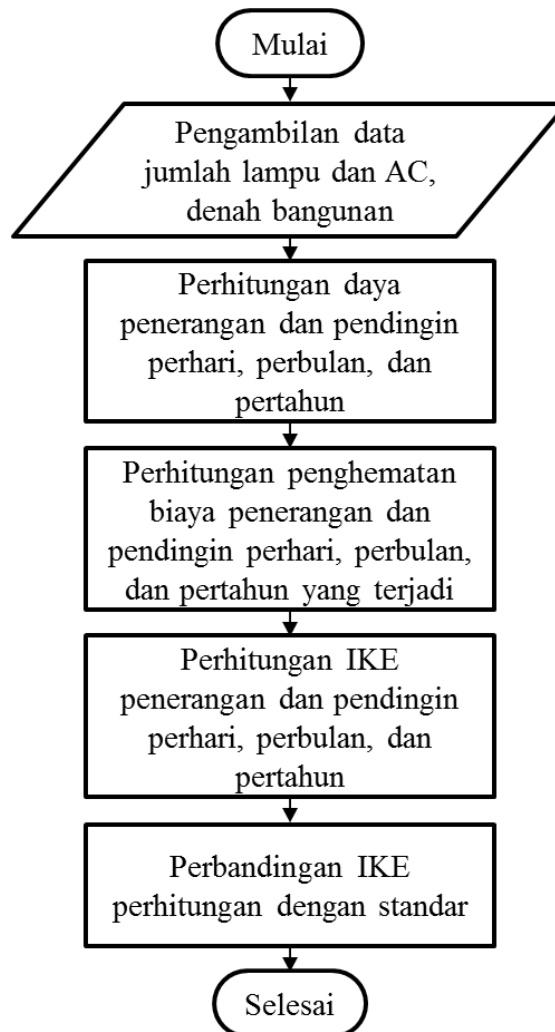 Mulai
Pengambilan data
jumlah lampu dan AC,
denah bangunan
Perhitungan daya
penerangan dan pendingin
perhari, perbulan, dan
pertahun
Perhitungan penghematan
biaya penerangan dan
pendingin perhari, perbulan,
dan pertahun yang terjadi
Perhitungan IKE
penerangan dan pendingin
perhari, perbulan, dan
pertahun
Perbandingan IKE
perhitungan dengan standar
Selesai